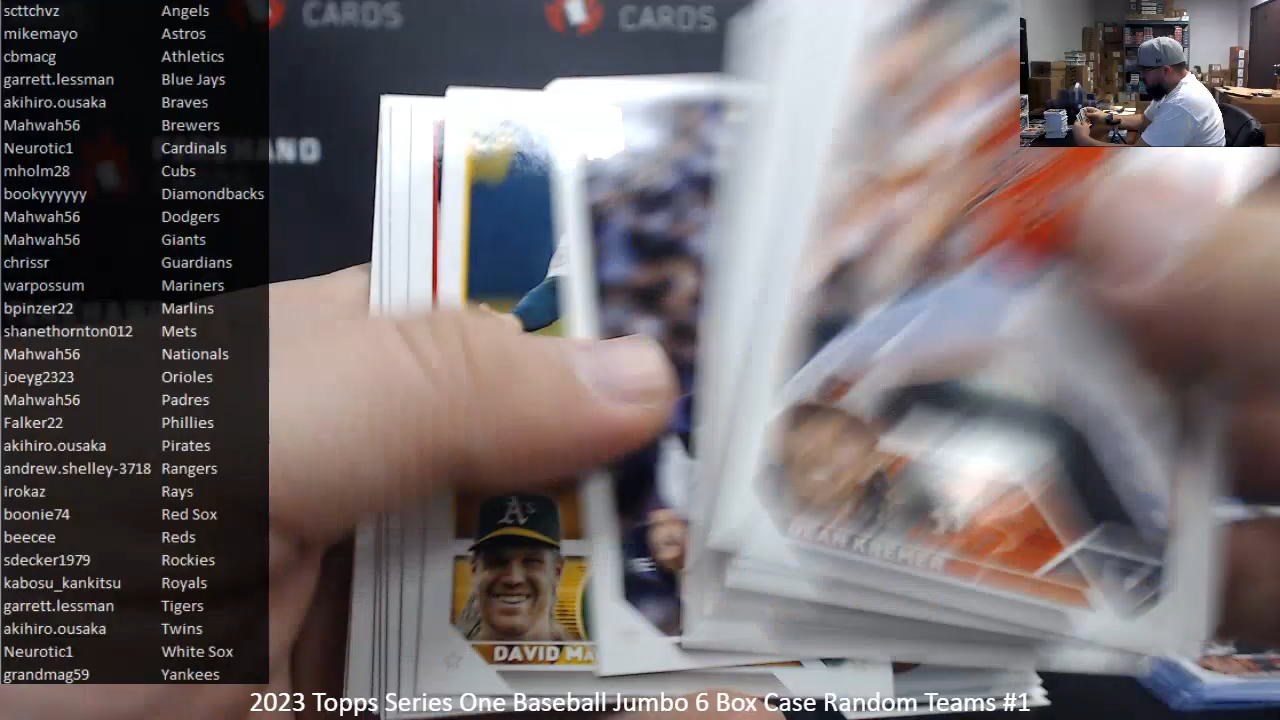 scttchvz Angels
mikemayo Astros
cbmacg Athletics
garrett.lessman Blue Jays
akihiro.ousaka Braves
Mahwah56 Brewers
Neurotic1 Cardinals
mholm28 Cubs
bookyyyyyy Diamondbacks
Mahwah56 Dodgers
Mahwah56 Giants
chrissr Guardians
warpossum Mariners
bpinzer22 Marlins
shanethornton012 Mets
Mahwah56 Nationals
joeyg2323 Orioles
Mahwah56 Padres
Falker22 Phillies
akihiro.ousaka Pirates
andrew.shelley-3718 Rangers
irokaz Rays
boonie74 Red Sox
beecee Reds
sdecker1979 Rockies
kabosu_kankitsu Royals
garrett.lessman Tigers
akihiro.ousaka Twins
Neurotic1 White Sox
grandmag59 Yankees
CARDS
CARDS
A's
DAVID
DEAN KREMER
2023 Topps Series One Baseball Jumbo 6 Box Case Random Teams #1